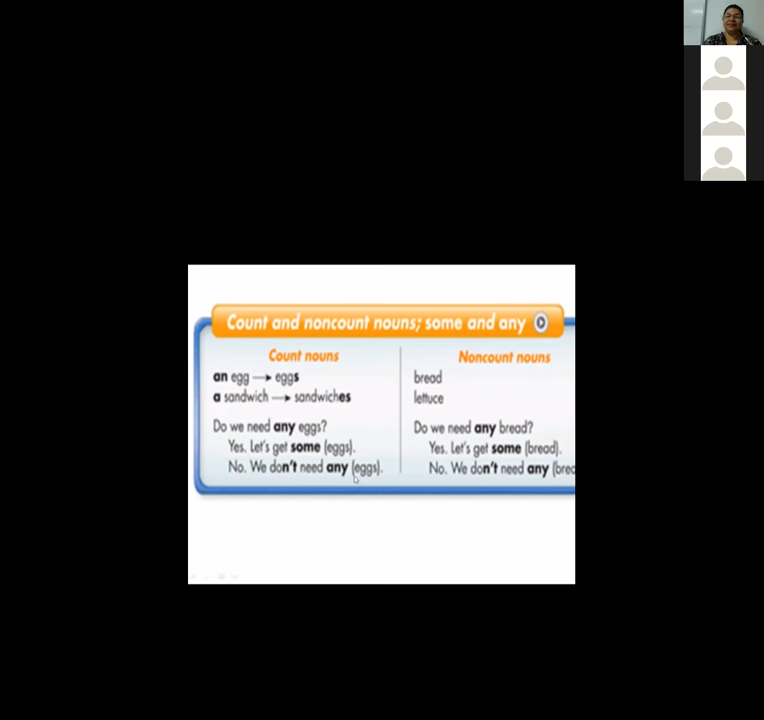 Count and noncount nouns; some and any
Count nouns
an egg → eggs
a sandwich → sandwiches
Do we need any eggs?
Yes. Let's get some (eggs).
No. We don't need any (eggs).
Noncount nouns
bread
lettuce
Do we need any bread?
Yes. Let's get some (bread).
No. We don't need any (brea